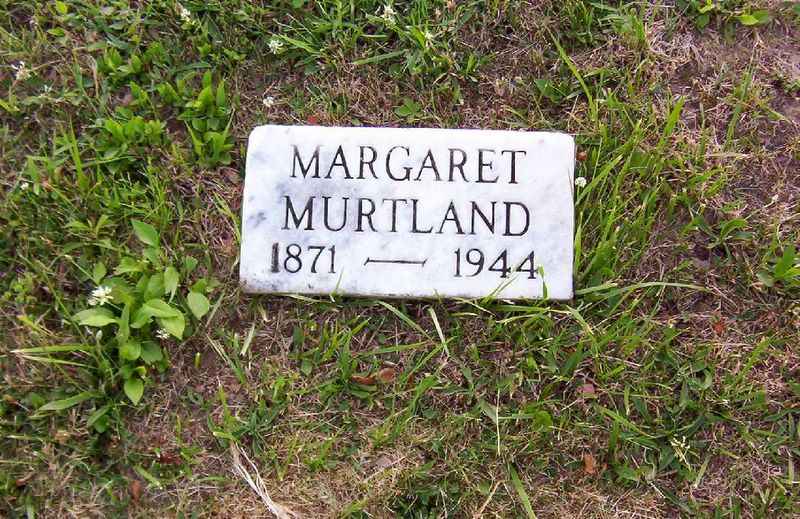 MARGARET
MURTLAND
1871 — 1944